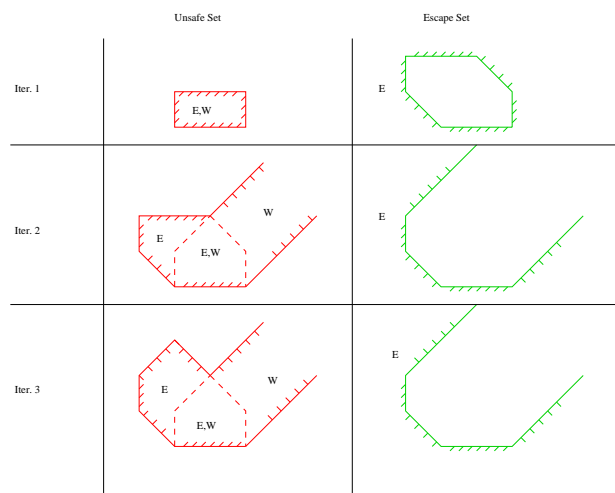 Unsafe Set Escape Set
Iter. 1
E,W
E
Iter. 2
E
E,W
W
E
Iter. 3
E
E,W
W
E